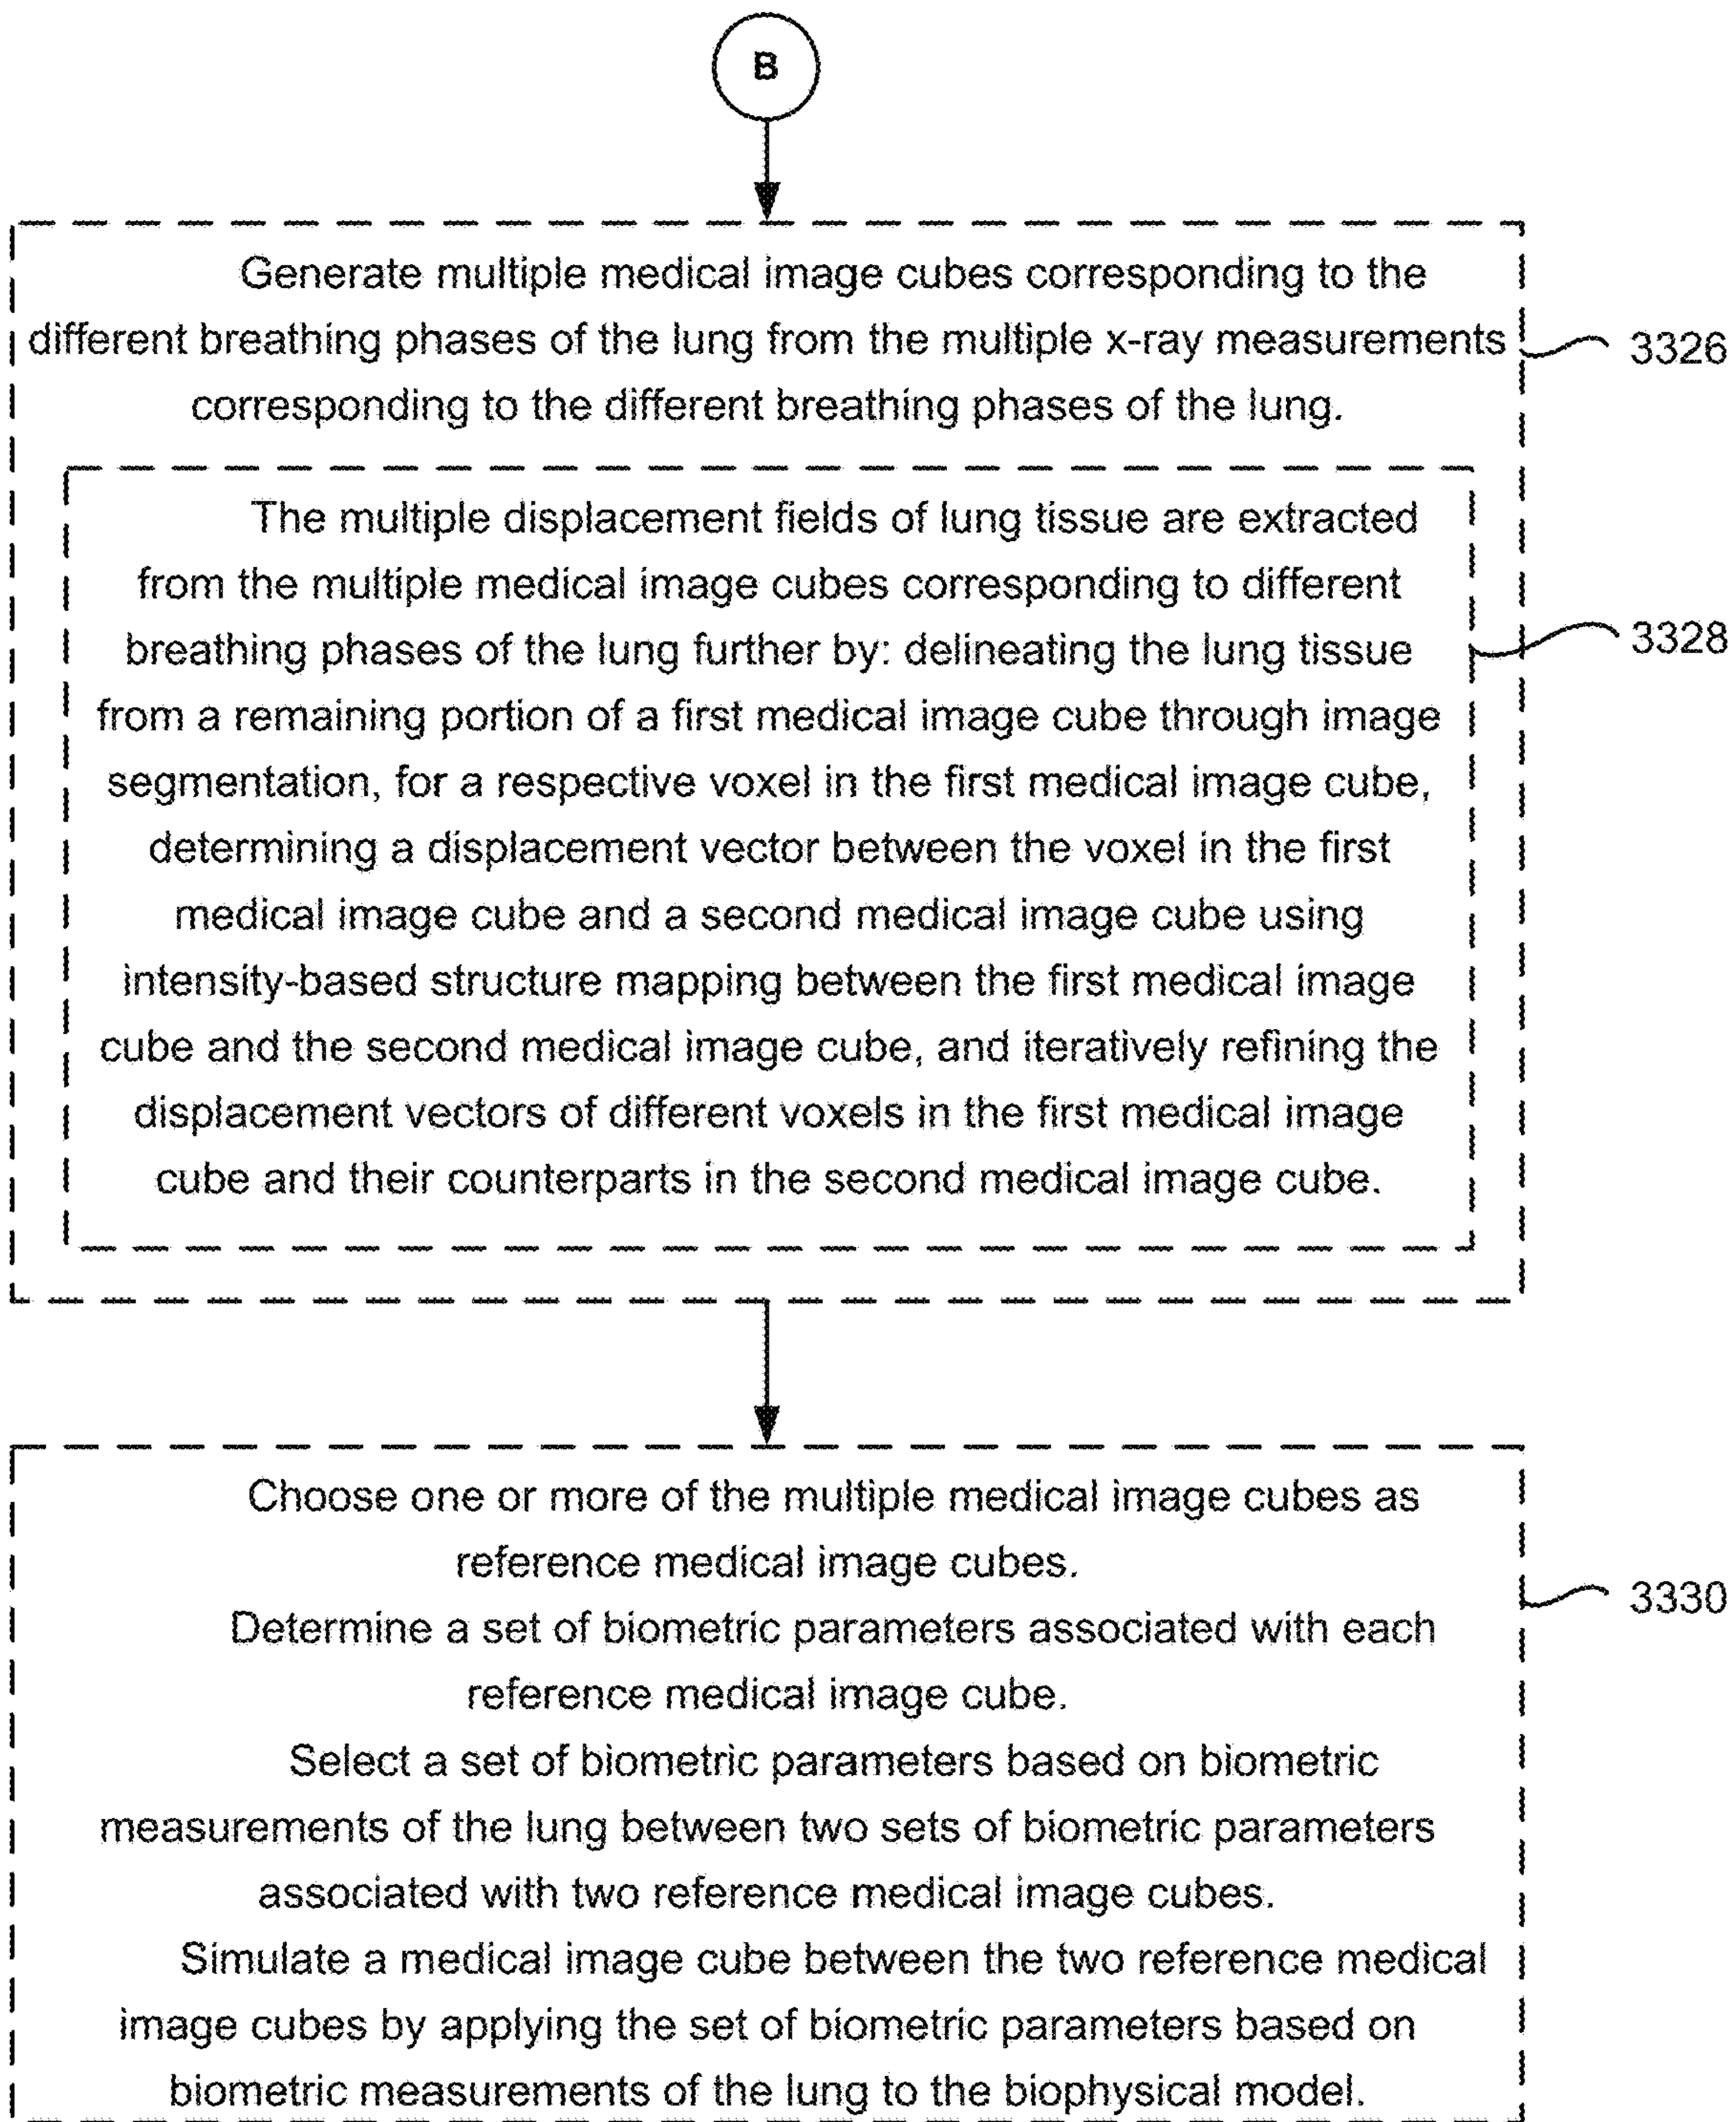 B
Generate multiple medical image cubes corresponding to the
different breathing phases of the lung from the multiple x-ray measurements
corresponding to the different breathing phases of the lung.
3326
The multiple displacement fields of lung tissue are extracted
from the multiple medical image cubes corresponding to different
breathing phases of the lung further by: delineating the lung tissue
from a remaining portion of a first medical image cube through image
segmentation, for a respective voxel in the first medical image cube,
determining a displacement vector between the voxel in the first
medical image cube and a second medical image cube using
intensity-based structure mapping between the first medical image
cube and the second medical image cube, and iteratively refining the
displacement vectors of different voxels in the first medical image
cube and their counterparts in the second medical image cube.
3328
Choose one or more of the multiple medical image cubes as
reference medical image cubes.
Determine a set of biometric parameters associated with each
reference medical image cube.
Select a set of biometric parameters based on biometric
measurements of the lung between two sets of biometric parameters
associated with two reference medical image cubes.
Simulate a medical image cube between the two reference medical
image cubes by applying the set of biometric parameters based on
biometric measurements of the lung to the biophysical model.
3330